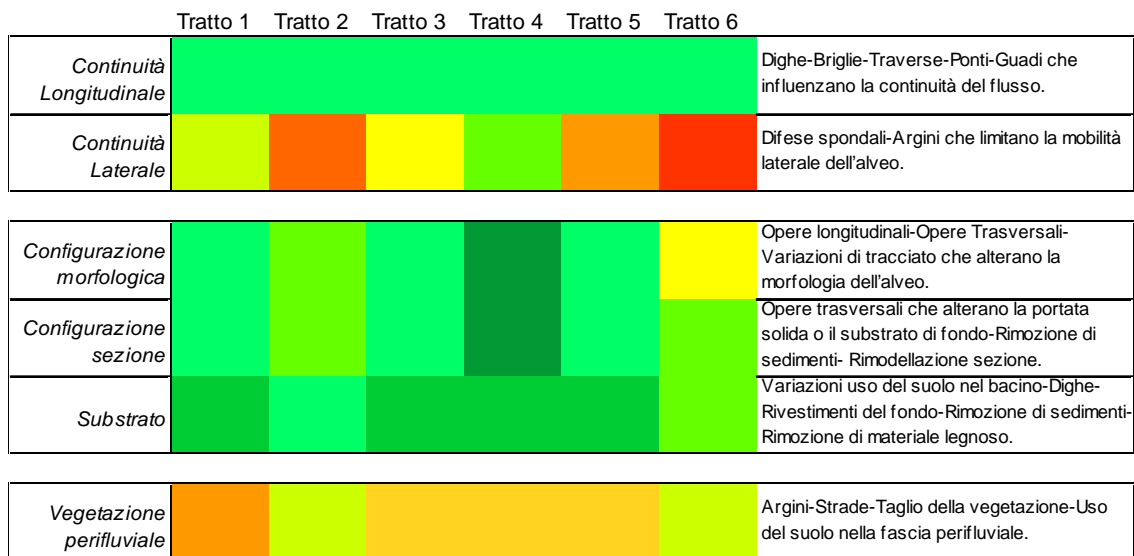 Tratto 1 Tratto 2 Tratto 3 Tratto 4 Tratto 5 Tratto 6
Continuità
Longitudinale
Dighe-Briglie-Traverse-Ponti-Guadi che
influenzano la continuità del flusso.
Continuità
Laterale
Difese spondali-Argini che limitano la mobilità
laterale dell'alveo.
Configurazione
morfologica
Opere longitudinali-Opere Trasversali-
Variazioni di tracciato che alterano la
morfologia dell'alveo.
Configurazione
sezione
Opere trasversali che alterano la portata
solida o il substrato di fondo-Rimozione di
sedimenti- Rimodellazione sezione.
Substrato
Variazioni uso del suolo nel bacino-Dighe-
Rivestimenti del fondo-Rimozione di sedimenti-
Rimozione di materiale legnoso.
Vegetazione
perifluviale
Argini-Strade-Taglio della vegetazione-Uso
del suolo nella fascia perifluviale.